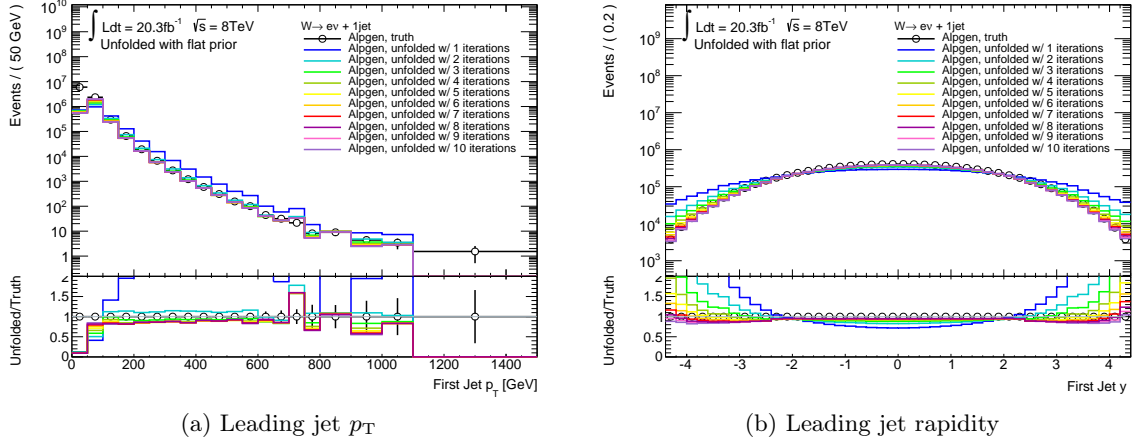 ∫ Ldt = 20.3fb⁻¹ √s = 8TeV
Unfolded with flat prior
W→ eν + 1jet
Alpgen, truth
Alpgen, unfolded w/ 1 iterations
Alpgen, unfolded w/ 2 iterations
Alpgen, unfolded w/ 3 iterations
Alpgen, unfolded w/ 4 iterations
Alpgen, unfolded w/ 5 iterations
Alpgen, unfolded w/ 6 iterations
Alpgen, unfolded w/ 7 iterations
Alpgen, unfolded w/ 8 iterations
Alpgen, unfolded w/ 9 iterations
Alpgen, unfolded w/ 10 iterations
Events / ( 50 GeV )
10¹⁰
10⁹
10⁸
10⁷
10⁶
10⁵
10⁴
10³
10²
10
1
Unfolded/Truth
2
1.5
1
0.5
0
0 200 400 600 800 1000 1200 1400
First Jet p_T [GeV]
(a) Leading jet p_T
∫ Ldt = 20.3fb⁻¹ √s = 8TeV
Unfolded with flat prior
W→ eν + 1jet
Alpgen, truth
Alpgen, unfolded w/ 1 iterations
Alpgen, unfolded w/ 2 iterations
Alpgen, unfolded w/ 3 iterations
Alpgen, unfolded w/ 4 iterations
Alpgen, unfolded w/ 5 iterations
Alpgen, unfolded w/ 6 iterations
Alpgen, unfolded w/ 7 iterations
Alpgen, unfolded w/ 8 iterations
Alpgen, unfolded w/ 9 iterations
Alpgen, unfolded w/ 10 iterations
Events / ( 0.2 )
10⁹
10⁸
10⁷
10⁶
10⁵
10⁴
10³
Unfolded/Truth
2
1.5
1
0.5
0
-4 -3 -2 -1 0 1 2 3 4
First Jet y
(b) Leading jet rapidity